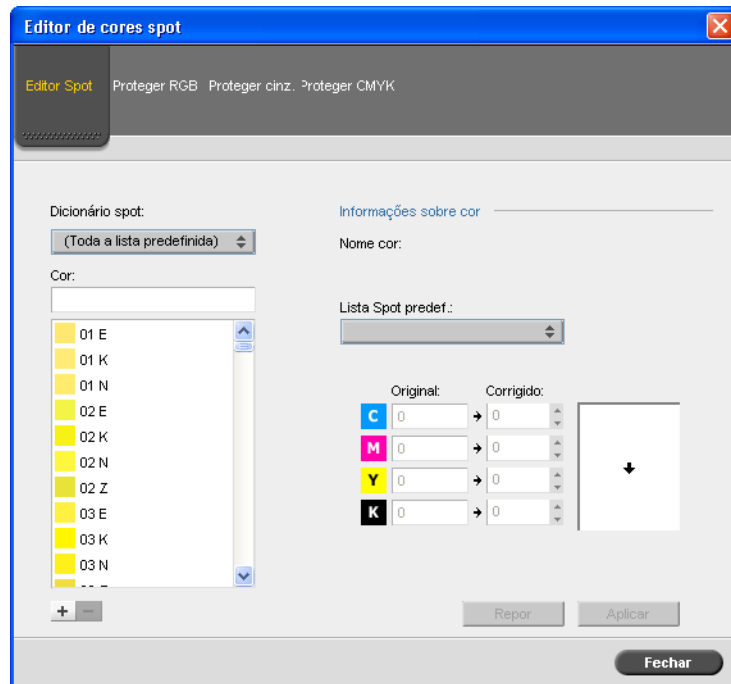 Editor de cores spot
Editor Spot Proteger RGB Proteger cinz. Proteger CMYK
Dicionário spot:
(Toda a lista predefinida)
Cor:
01 E
01 K
01 N
02 E
02 K
02 N
02 Z
03 E
03 K
03 N
Informações sobre cor
Nome cor:
Lista Spot predef.:
Original: Corrigido:
C 0 0
M 0 0
Y 0 0
K 0 0
Repor Aplicar
Fechar